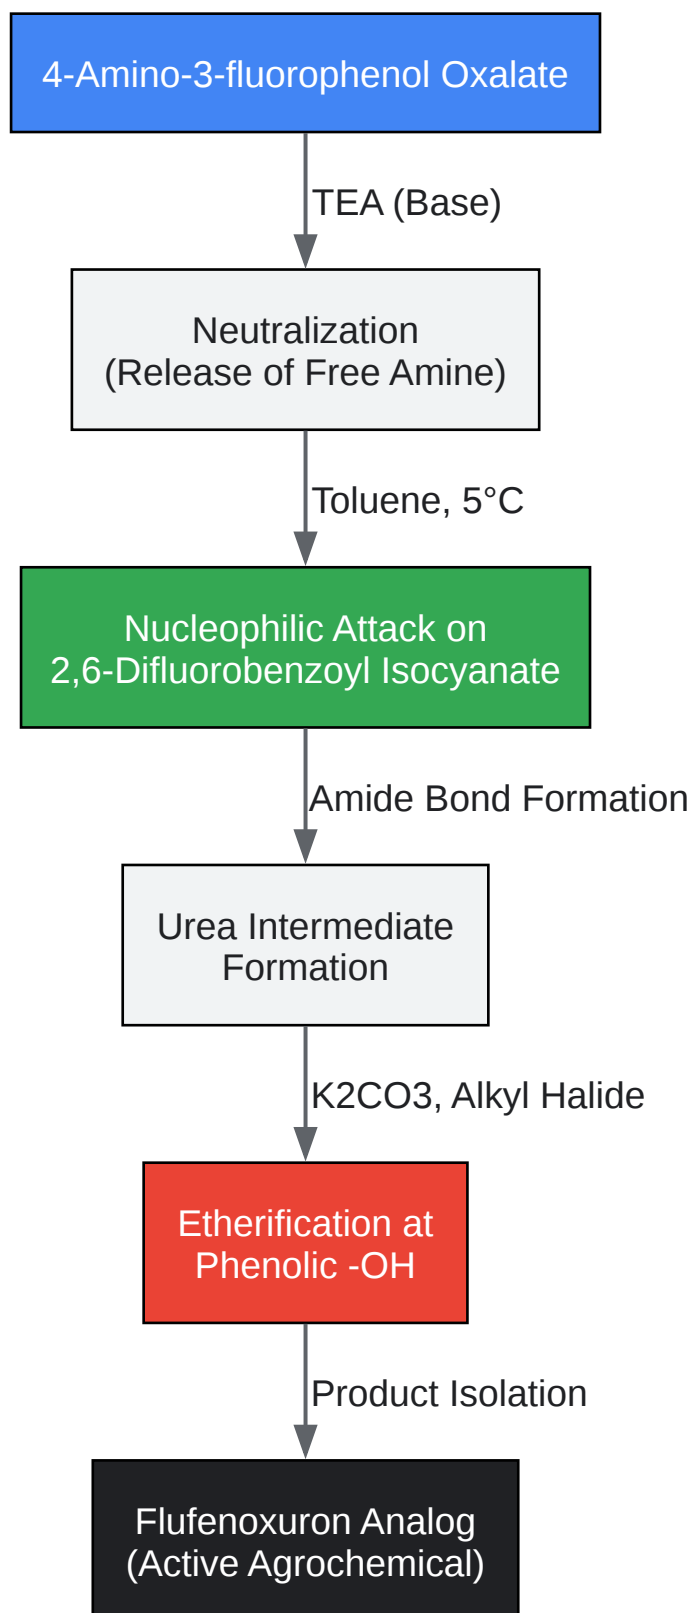 4-Amino-3-fluorophenol Oxalate
TEA (Base)
Neutralization
(Release of Free Amine)
Toluene, 5°C
Nucleophilic Attack on
2,6-Difluorobenzoyl Isocyanate
Amide Bond Formation
Urea Intermediate
Formation
K2CO3, Alkyl Halide
Etherification at
Phenolic -OH
Product Isolation
Flufenoxuron Analog
(Active Agrochemical)